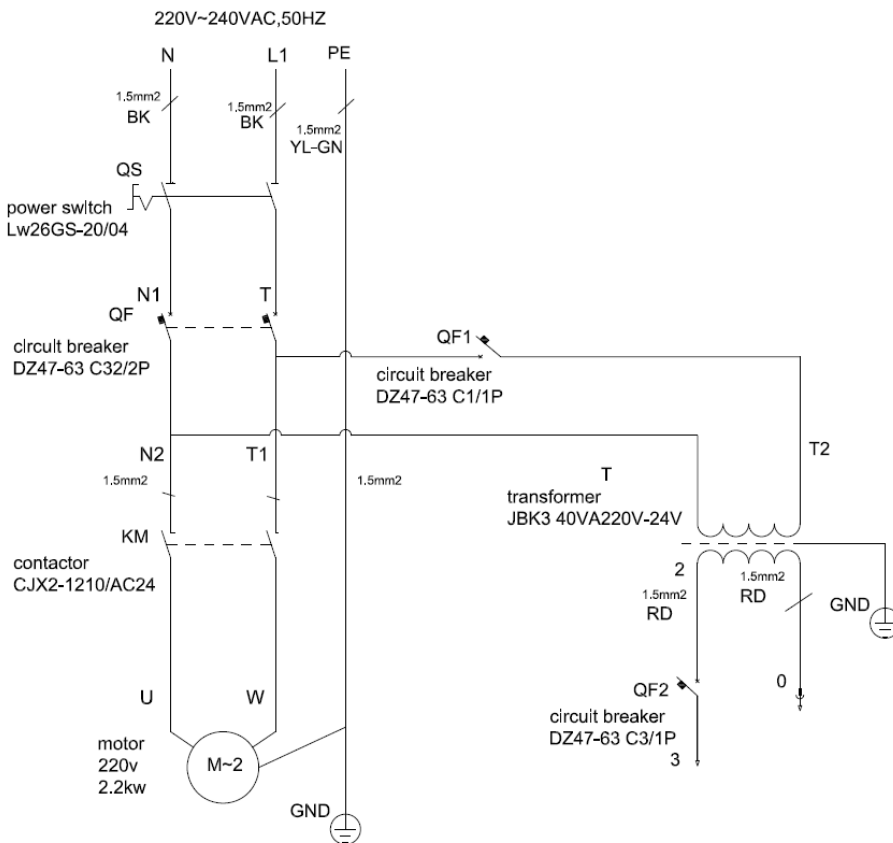 220V~240VAC,50HZ
N
L1
PE
1.5mm2
BK
1.5mm2
BK
1.5mm2
YL-GN
QS
power switch
Lw26GS-20/04
N1
T
QF
circuit breaker
DZ47-63 C32/2P
QF1
circuit breaker
DZ47-63 C1/1P
N2
T1
T2
1.5mm2
1.5mm2
T
transformer
JBK3 40VA220V-24V
KM
contactor
CJX2-1210/AC24
2
1.5mm2
RD
1.5mm2
RD
GND
U
W
QF2
0
circuit breaker
DZ47-63 C3/1P
3
motor
220v
2.2kw
M~2
GND